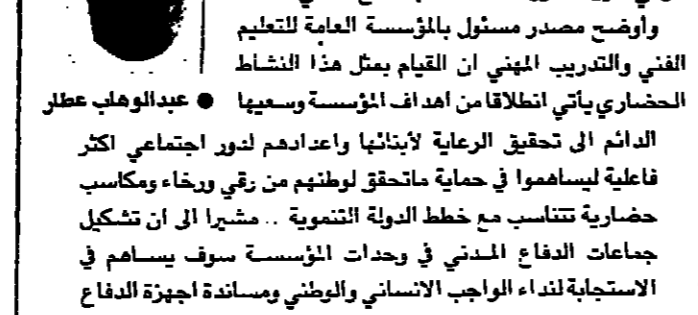 وأوضح مصدر مسئول بالمؤسسة العامة للتعليم
الفني والتدريب المهني ان القيام بمثل هذا النشاط
الحضاري يأتي انطلاقا من اهداف المؤسسة وسعيها
● عبدالوهاب عطار
الدائم الى تحقيق الرعاية لأبنائها واعدادهم لدور اجتماعي اكثر
فاعلية ليساهموا في حماية ماتحقق لوطنهم من رقي ورخاء ومكاسب
حضارية تتناسب مع خطط الدولة التنموية .. مشيرا الى ان تشكيل
جماعات الدفاع المدني في وحدات المؤسسة سوف يساهم في
الاستجابة لنداء الواجب الانساني والوطني ومساندة اجهزة الدفاع